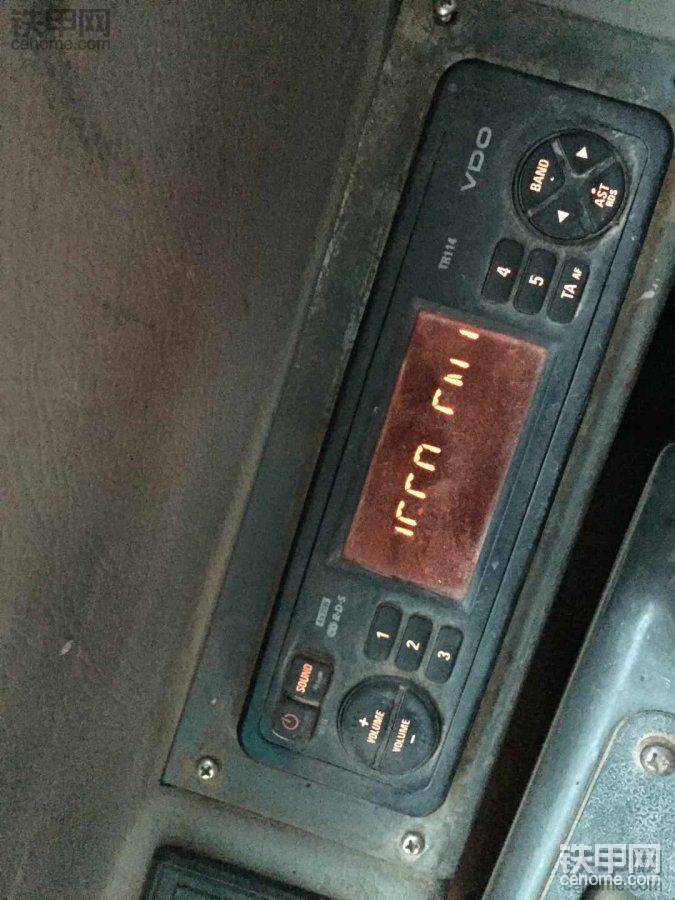 铁甲网
cehome.com
VDO
TR114
BAND
AST
RDS
4
5
TA AF
R·D·S
1
2
3
SOUND
+
VOLUME
VOLUME
-
铁甲网
cehome.com